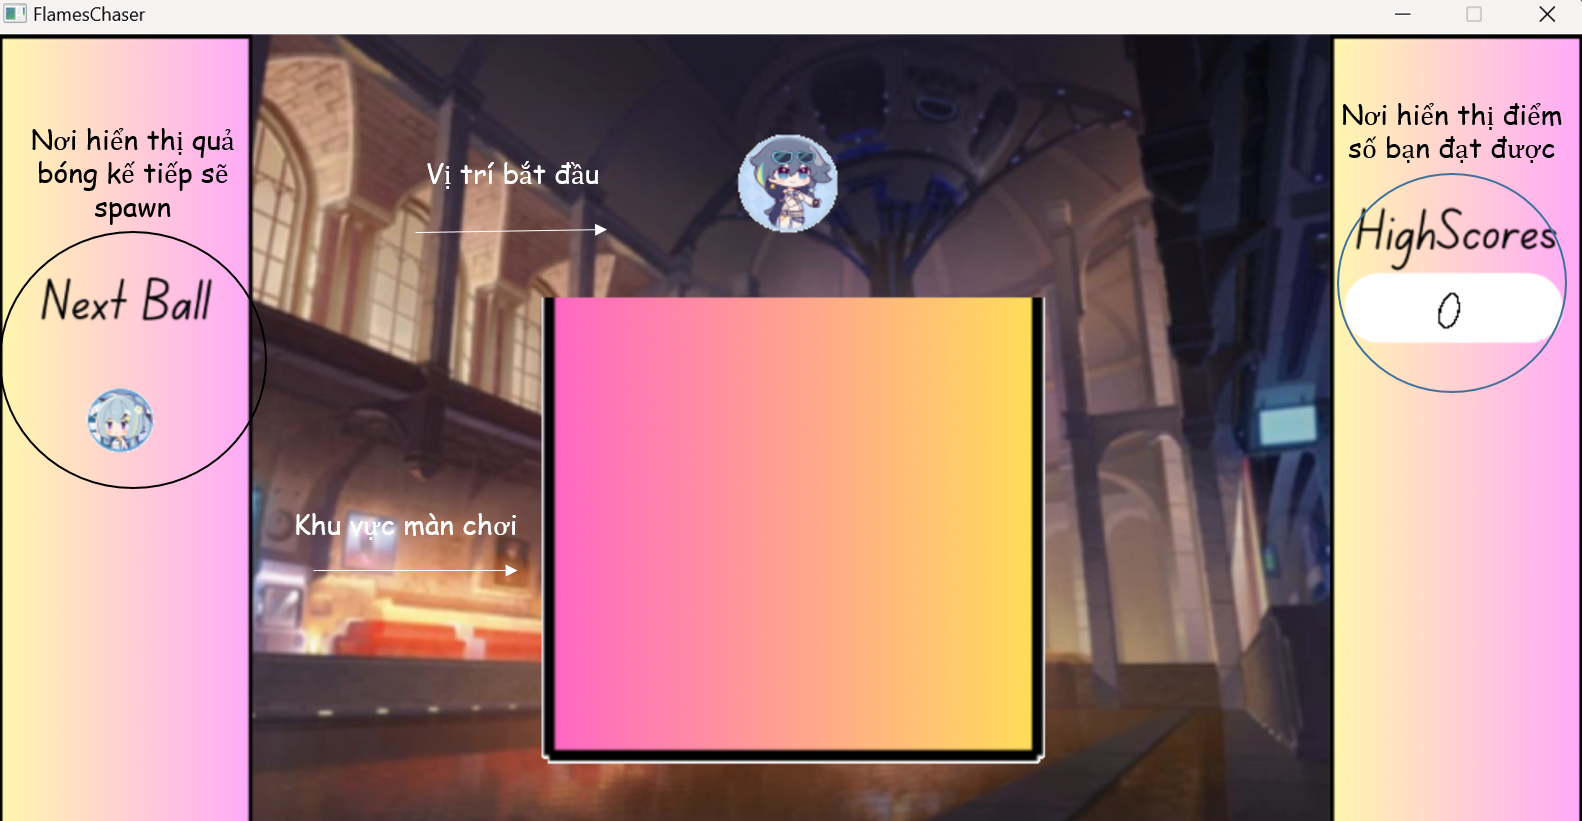 FlamesChaser
Nơi hiển thị quả
bóng kế tiếp sẽ
spawn
Next Ball
Vị trí bắt đầu
Khu vực màn chơi
Nơi hiển thị điểm
số bạn đạt được
HighScores
0